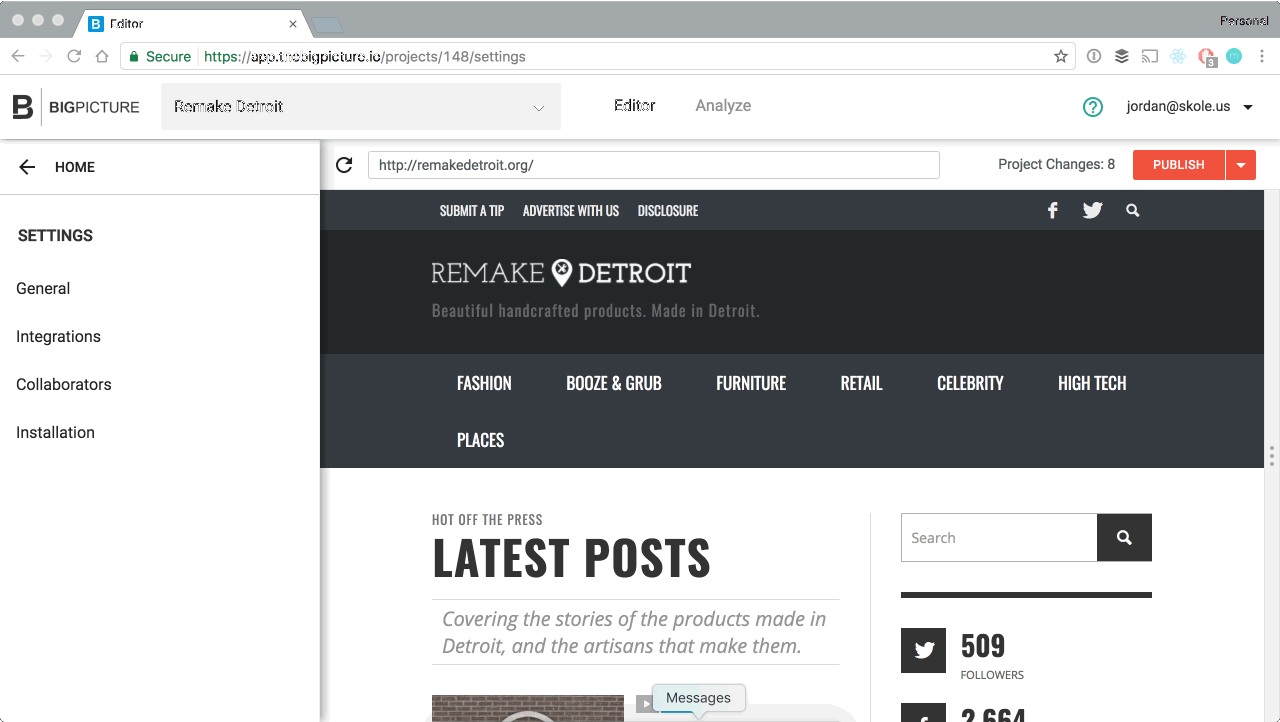 Editor
Personal
Secure https://app.thebigpicture.io/projects/148/settings
3
B BIGPICTURE
Remake Detroit
Editor
Analyze
jordan@skole.us
HOME
http://remakedetroit.org/
Project Changes: 8
PUBLISH
SETTINGS
General
Integrations
Collaborators
Installation
SUBMIT A TIP ADVERTISE WITH US DISCLOSURE
REMAKE DETROIT
Beautiful handcrafted products. Made in Detroit.
FASHION BOOZE & GRUB FURNITURE RETAIL CELEBRITY HIGH TECH
PLACES
HOT OFF THE PRESS
LATEST POSTS
Covering the stories of the products made in
Detroit, and the artisans that make them.
Search
509
FOLLOWERS
2,664
Messages